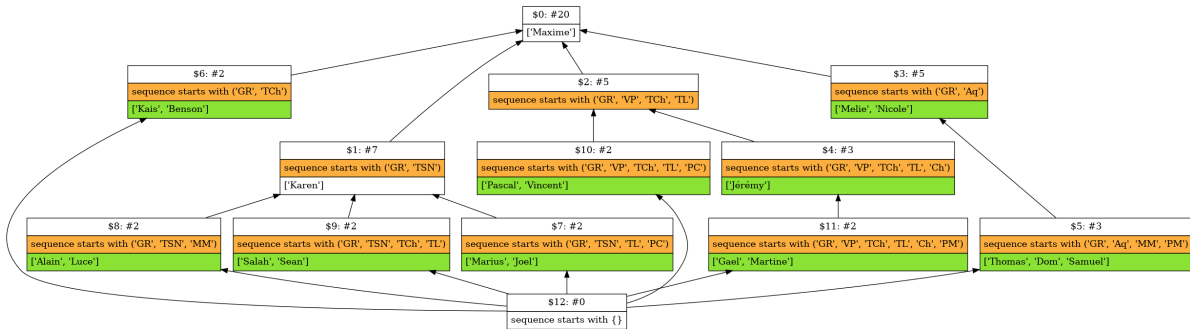 $0: #20
['Maxime']
$6: #2
sequence starts with ('GR', 'TCh')
['Kais', 'Benson']
$2: #5
sequence starts with ('GR', 'VP', 'TCh', 'TL')
$3: #5
sequence starts with ('GR', 'Aq')
['Melie', 'Nicole']
$1: #7
sequence starts with ('GR', 'TSN')
['Karen']
$10: #2
sequence starts with ('GR', 'VP', 'TCh', 'TL', 'PC')
['Pascal', 'Vincent']
$4: #3
sequence starts with ('GR', 'VP', 'TCh', 'TL', 'Ch')
['Jérémy']
$8: #2
sequence starts with ('GR', 'TSN', 'MM')
['Alain', 'Luce']
$9: #2
sequence starts with ('GR', 'TSN', 'TCh', 'TL')
['Salah', 'Sean']
$7: #2
sequence starts with ('GR', 'TSN', 'TL', 'PC')
['Marius', 'Joel']
$11: #2
sequence starts with ('GR', 'VP', 'TCh', 'TL', 'Ch', 'PM')
['Gael', 'Martine']
$5: #3
sequence starts with ('GR', 'Aq', 'MM', 'PM')
['Thomas', 'Dom', 'Samuel']
$12: #0
sequence starts with {}